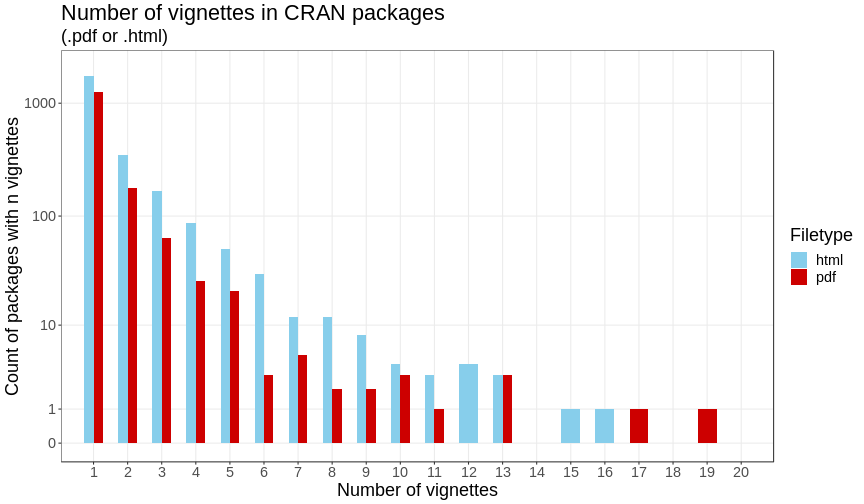 Number of vignettes in CRAN packages
(.pdf or .html)
Count of packages with n vignettes
1000
100
10
1
0
1 2 3 4 5 6 7 8 9 10 11 12 13 14 15 16 17 18 19 20
Number of vignettes
Filetype
html
pdf